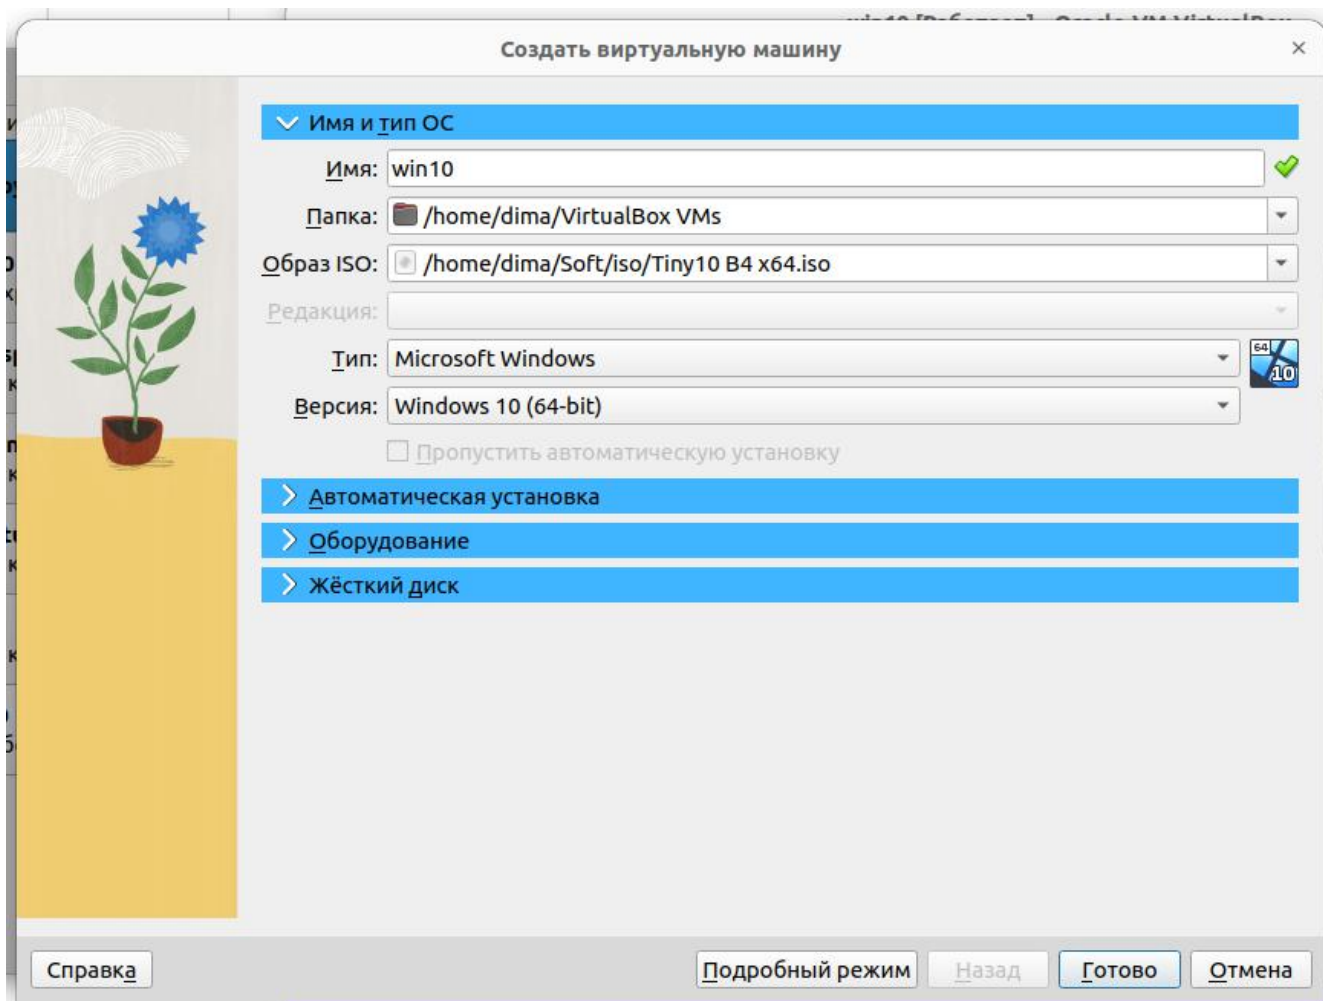 Создать виртуальную машину
Имя и тип ОС
Имя: win10
Папка: /home/dima/VirtualBox VMs
Образ ISO: /home/dima/Soft/iso/Tiny10 B4 x64.iso
Редакция:
Тип: Microsoft Windows
64
10
Версия: Windows 10 (64-bit)
Пропустить автоматическую установку
Автоматическая установка
Оборудование
Жёсткий диск
Справка Подробный режим Назад Готово Отмена